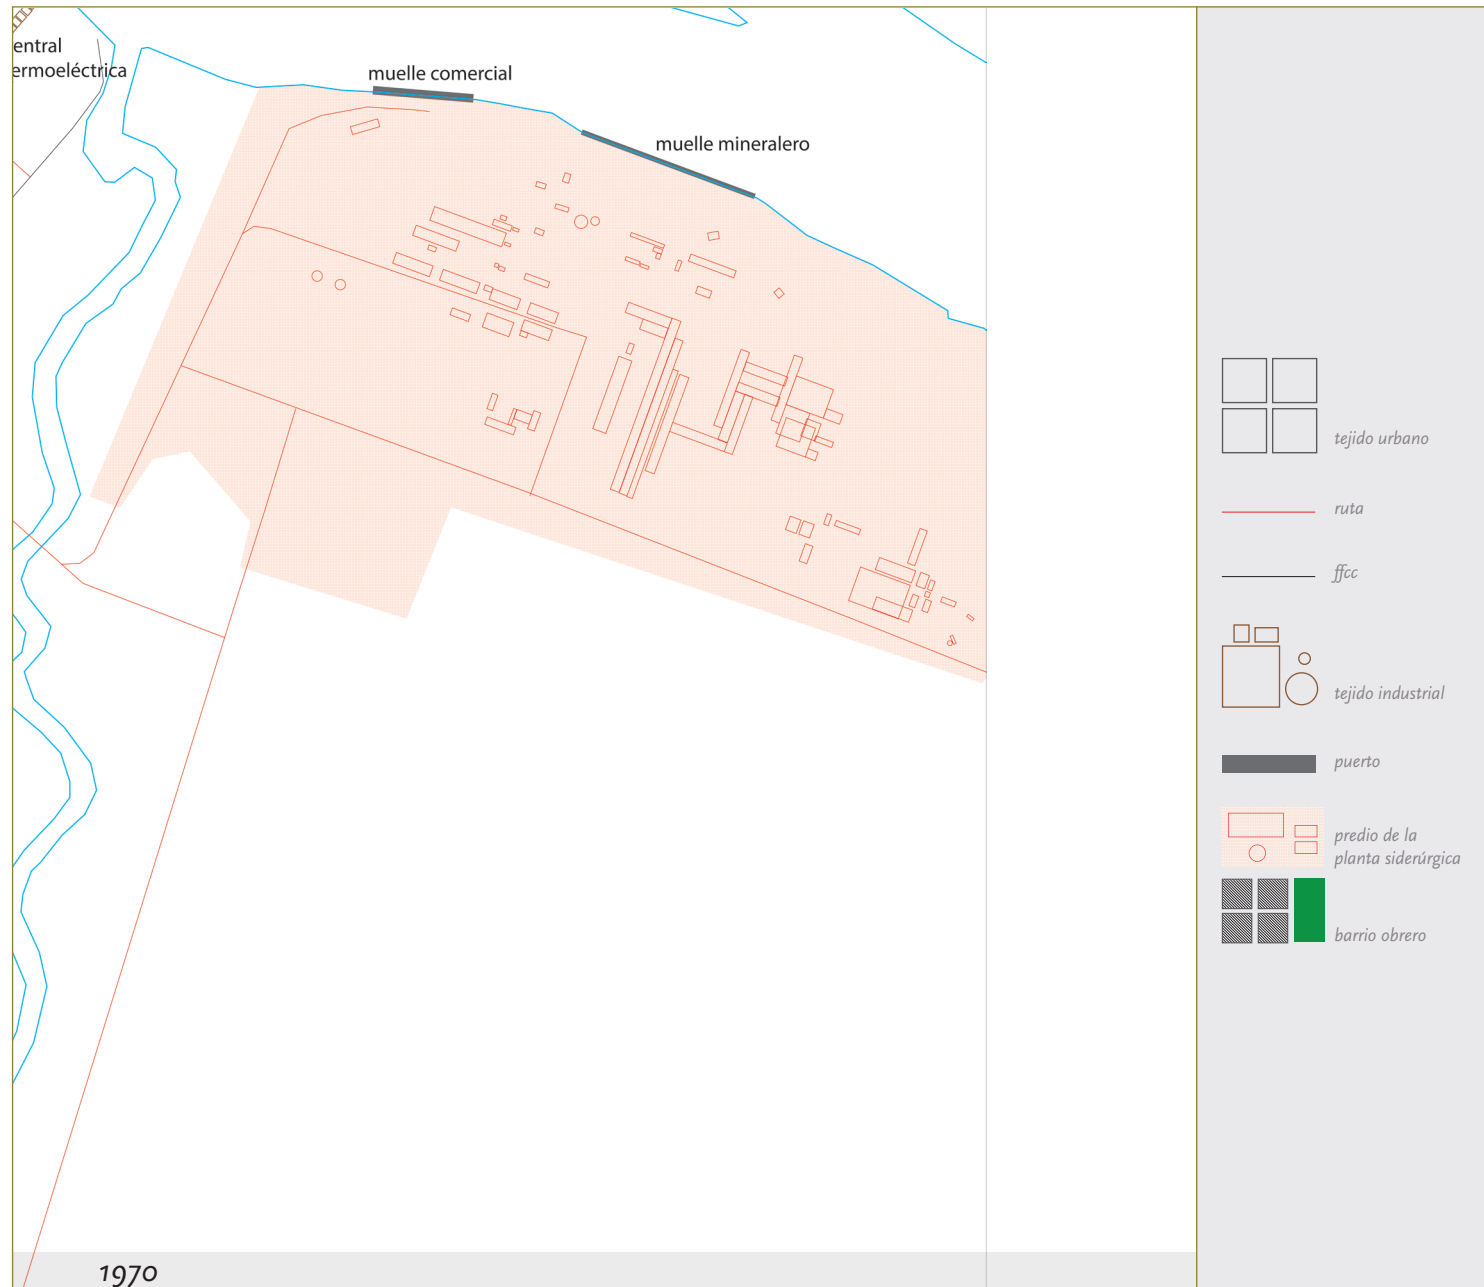 entral
ermoeléctrica
muelle comercial
muelle mineralero
tejido urbano
ruta
ffcc
tejido industrial
puerto
predio de la
planta siderúrgica
barrio obrero
1970